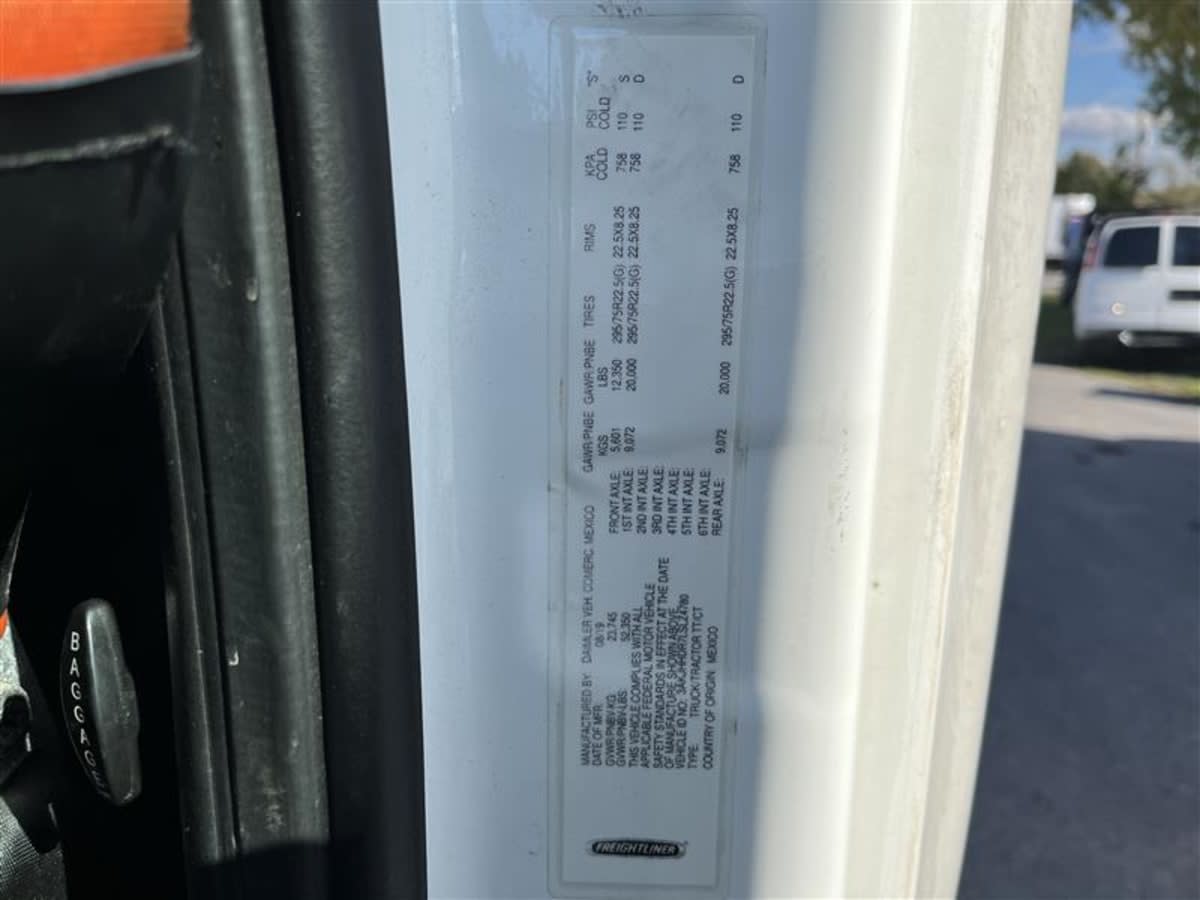 BAGGAGE
FREIGHTLINER
MANUFACTURED BY DAIMLER VEH. COMERC. MEXICO
DATE OF MFR. 08/19
GVWR/PNBV-KG: 23,745
GVWR/PNBV-LBS: 52,350
THIS VEHICLE COMPLIES WITH ALL
APPLICABLE FEDERAL MOTOR VEHICLE
SAFETY STANDARDS IN EFFECT AT THE DATE
OF MANUFACTURE SHOWN ABOVE
VEHICLE ID NO.:
TYPE: TRUCK/TRACTOR TT/CT
COUNTRY OF ORIGIN: MEXICO
GAWR/PNBE GAWR/PNBE TIRES RIMS KPA PSI "S"
KGS LBS COLD COLD
FRONT AXLE: 5,601 12,350 295/75R22.5(G) 22.5X8.25 758 110 S
1ST INT AXLE: 9,072 20,000 295/75R22.5(G) 22.5X8.25 758 110 D
2ND INT AXLE:
3RD INT AXLE:
4TH INT AXLE:
5TH INT AXLE:
6TH INT AXLE:
REAR AXLE: 9,072 20,000 295/75R22.5(G) 22.5X8.25 758 110 D